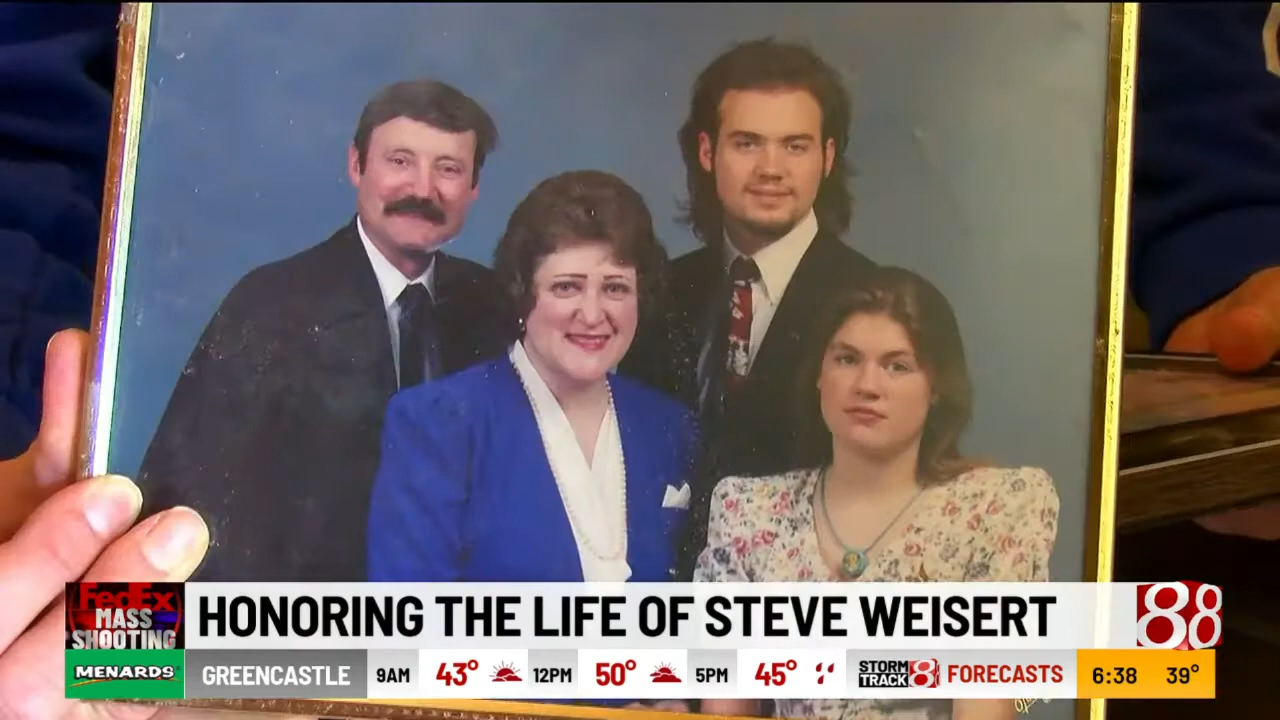 FedEx
MASS
SHOOTING
HONORING THE LIFE OF STEVE WEISERT
88
MENARDS
GREENCASTLE 9AM 43° 12PM 50° 5PM 45° STORM TRACK 8 FORECASTS 6:38 39°